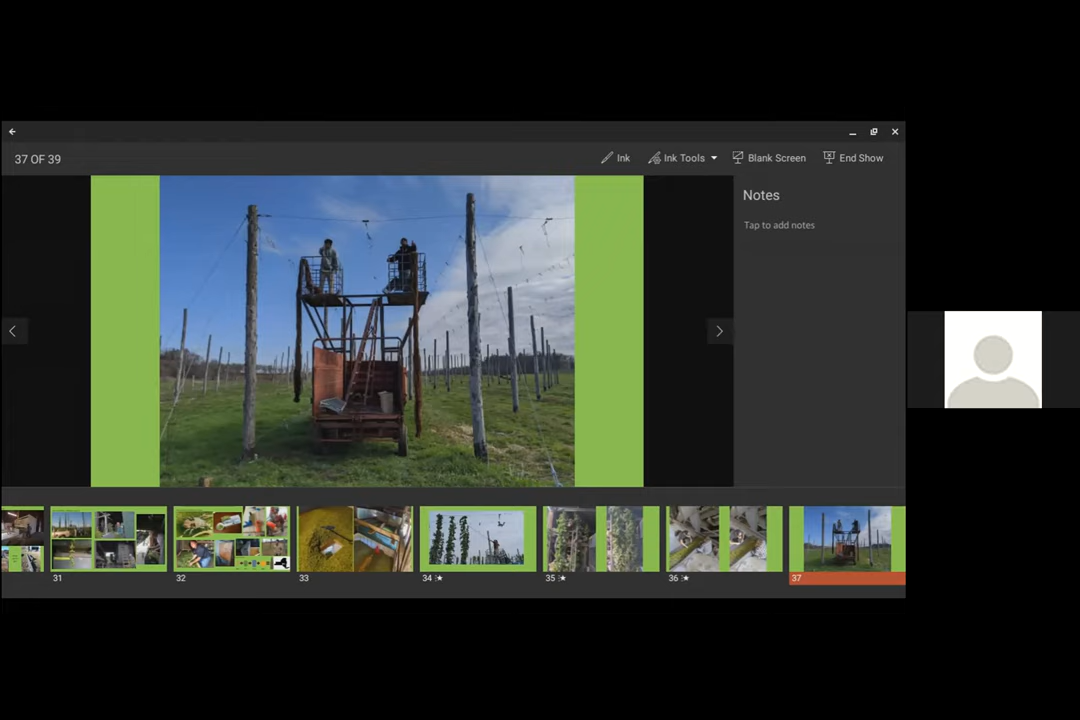 37 OF 39
Ink
Ink Tools
Blank Screen
End Show
Notes
Tap to add notes
31
32
33
34
35
36
37